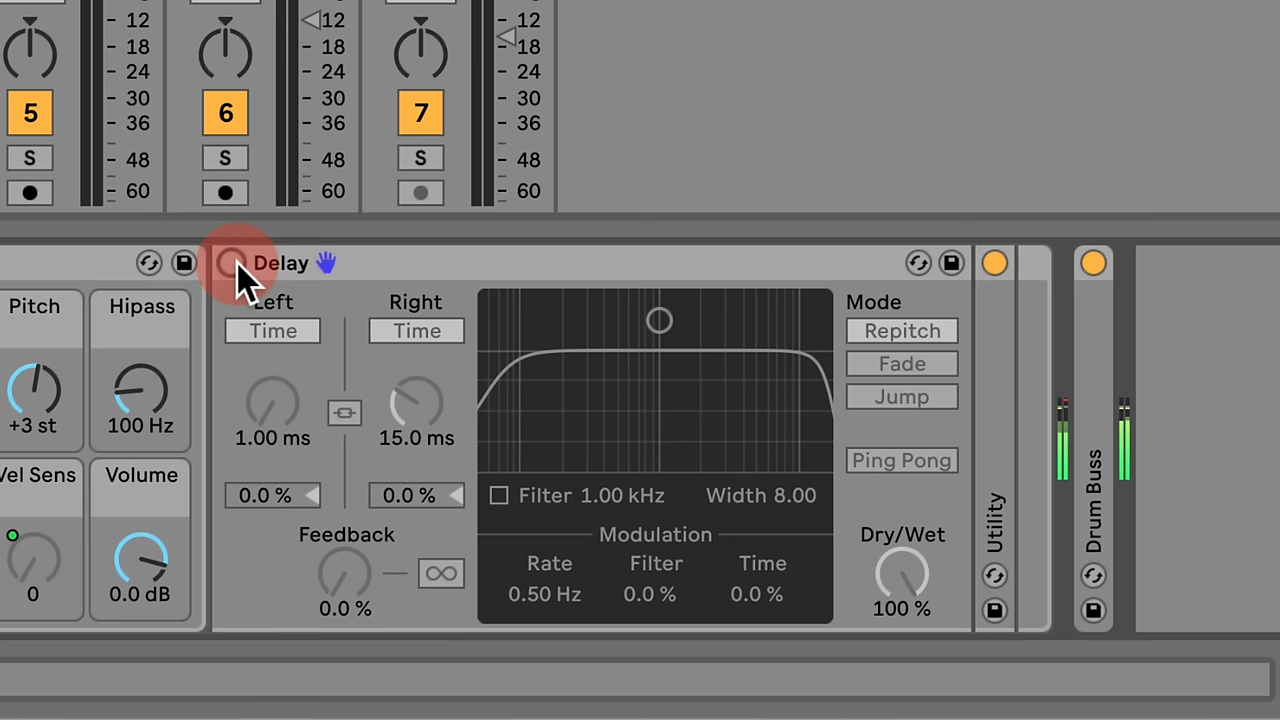 12 12 12
18 18 18
24 24 24
30 30 30
5 6 7
36 36 36
S S S
48 48 48
60 60 60
Delay
Pitch
+3 st
Hipass
100 Hz
Vel Sens
0
Volume
0.0 dB
Left
Time
1.00 ms
0.0 %
Right
Time
15.0 ms
0.0 %
Feedback
0.0 %
Filter 1.00 kHz Width 8.00
Modulation
Rate Filter Time
0.50 Hz 0.0 % 0.0 %
Mode
Repitch
Fade
Jump
Ping Pong
Dry/Wet
100 %
Utility
Drum Buss